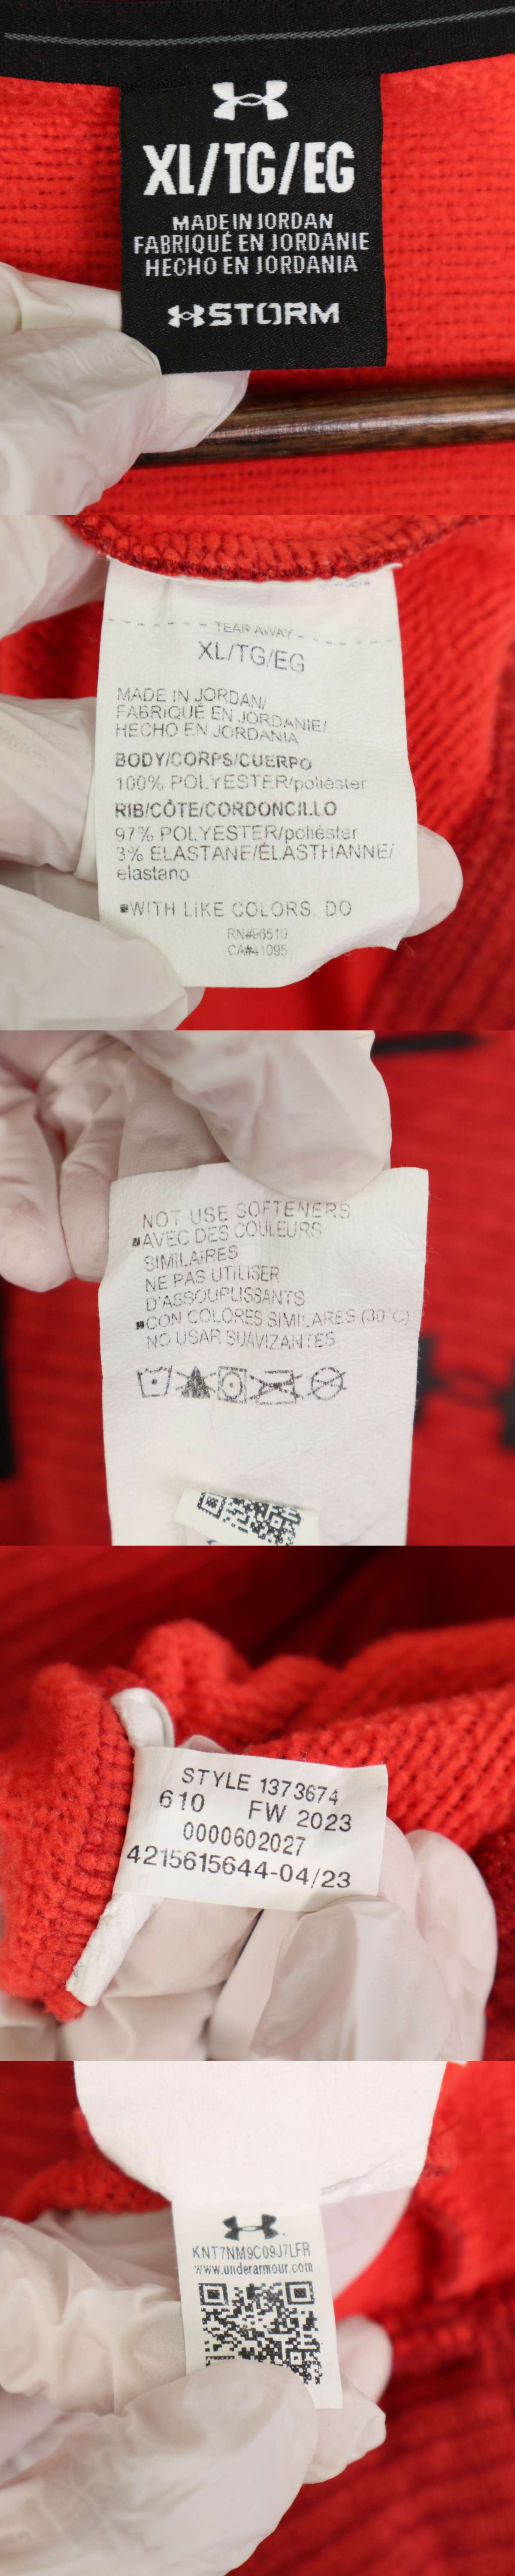 XL/TG/EG
MADE IN JORDAN
FABRIQUÉ EN JORDANIE
HECHO EN JORDANIA
STORM
TEAR AWAY
XL/TG/EG
MADE IN JORDAN/
FABRIQUÉ EN JORDANIE/
HECHO EN JORDANIA
BODY/CORPS/CUERPO
100% POLYESTER/poliéster
RIB/CÔTE/CORDONCILLO
97% POLYESTER/poliéster
3% ELASTANE/ÉLASTHANNE/
elastano
WITH LIKE COLORS. DO
RN#96510
CA#41095
NOT USE SOFTENERS
AVEC DES COULEURS
SIMILAIRES
NE PAS UTILISER
D'ASSOUPLISSANTS
CON COLORES SIMILARES (30°C)
NO USAR SUAVIZANTES
STYLE 1373674
610 FW 2023
0000602027
4215615644-04/23
KNT7NM9C09J7LFR
www.underarmour.com